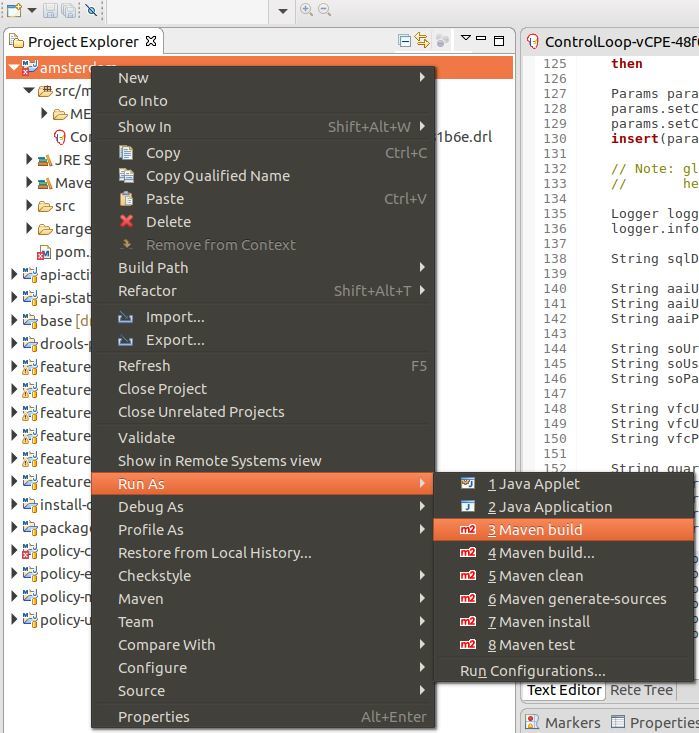 Project Explorer
ControlLoop-vCPE-48f
amsterdam
New
src/m
Go Into
ME
Show In Shift+Alt+W
Con
1b6e.drl
Copy Ctrl+C
JRE S
Copy Qualified Name
Mave
Paste Ctrl+V
src
Delete
targe
Remove from Context
pom.
Build Path
api-acti
Refactor Shift+Alt+T
api-stat
Import...
base [d
Export...
drools-p
Refresh F5
feature
Close Project
feature
Close Unrelated Projects
feature
Validate
feature
Show in Remote Systems view
feature
Run As
feature
Debug As
install-c
Profile As
package
Restore from Local History...
policy-c
Checkstyle
policy-e
Maven
policy-m
Team
policy-u
Compare With
Configure
Source
Properties Alt+Enter
1 Java Applet
2 Java Application
3 Maven build
4 Maven build...
5 Maven clean
6 Maven generate-sources
7 Maven install
8 Maven test
Run Configurations...
125 then
126
127 Params para
128 params.setC
129 params.setC
130 insert(para
131
132 // Note: gl
133 // he
134
135 Logger logg
136 logger.info
137
138 String sqlD
139
140 String aaiU
141 String aaiU
142 String aaiP
143
144 String soUr
145 String soUs
146 String soPa
147
148 String vfcU
149 String vfcU
150 String vfcP
151
152 String guar
Text Editor Rete Tree
Markers Properties